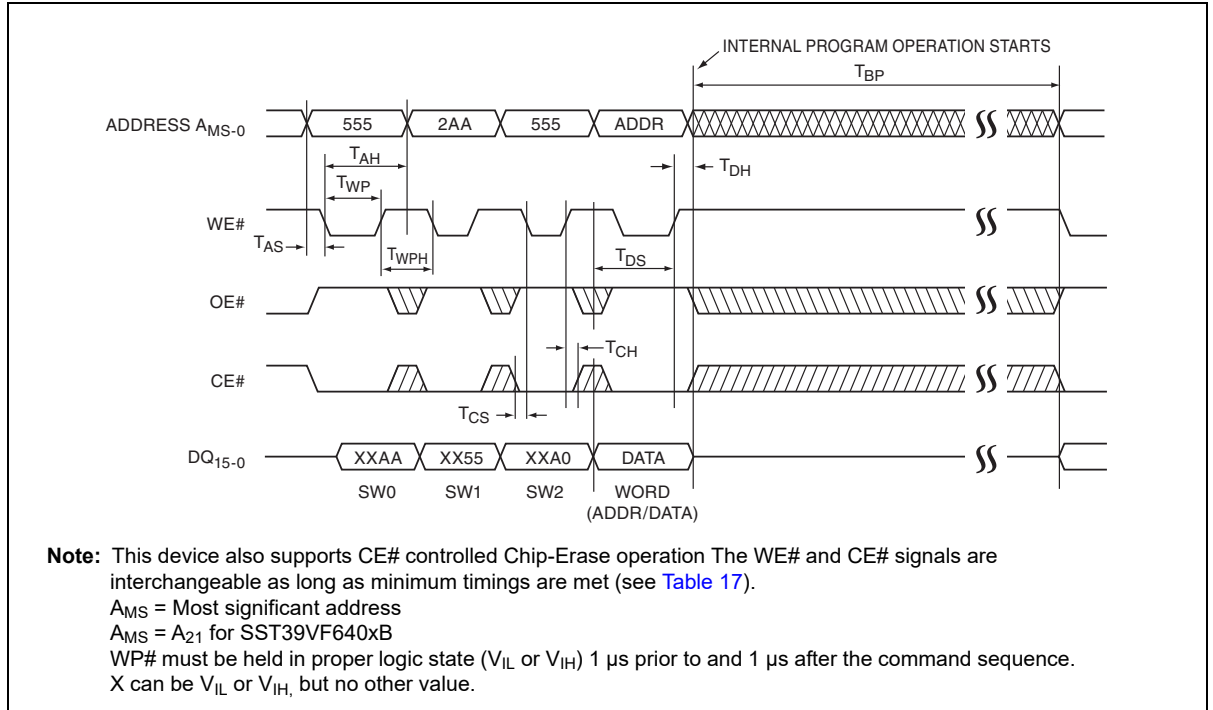 INTERNAL PROGRAM OPERATION STARTS
TBP
ADDRESS AMS-0
555
2AA
555
ADDR
TAH
TDH
TWP
WE#
TAS
TWPH
TDS
OE#
TCH
CE#
TCS
DQ15-0
XXAA
XX55
XXA0
DATA
SW0
SW1
SW2
WORD
(ADDR/DATA)
Note: This device also supports CE# controlled Chip-Erase operation The WE# and CE# signals are
interchangeable as long as minimum timings are met (see Table 17).
AMS = Most significant address
AMS = A21 for SST39VF640xB
WP# must be held in proper logic state (VIL or VIH) 1 µs prior to and 1 µs after the command sequence.
X can be VIL or VIH, but no other value.